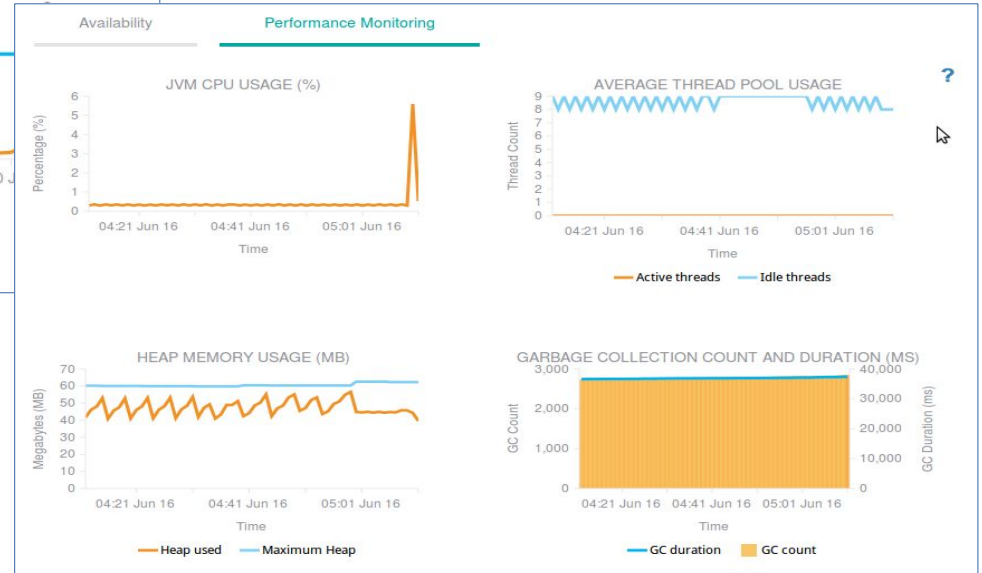 Availability
Performance Monitoring
?
JVM CPU USAGE (%)
6
5
4
3
2
1
0
Percentage (%)
04:21 Jun 16
04:41 Jun 16
05:01 Jun 16
Time
AVERAGE THREAD POOL USAGE
9
8
7
6
5
4
3
2
1
0
Thread Count
04:21 Jun 16
04:41 Jun 16
05:01 Jun 16
Time
Active threads
Idle threads
HEAP MEMORY USAGE (MB)
70
60
50
40
30
20
10
0
Megabytes (MB)
04:21 Jun 16
04:41 Jun 16
05:01 Jun 16
Time
Heap used
Maximum Heap
GARBAGE COLLECTION COUNT AND DURATION (MS)
3,000
2,000
1,000
0
GC Count
40,000
30,000
20,000
10,000
0
GC Duration (ms)
04:21 Jun 16
04:41 Jun 16
05:01 Jun 16
Time
GC duration
GC count